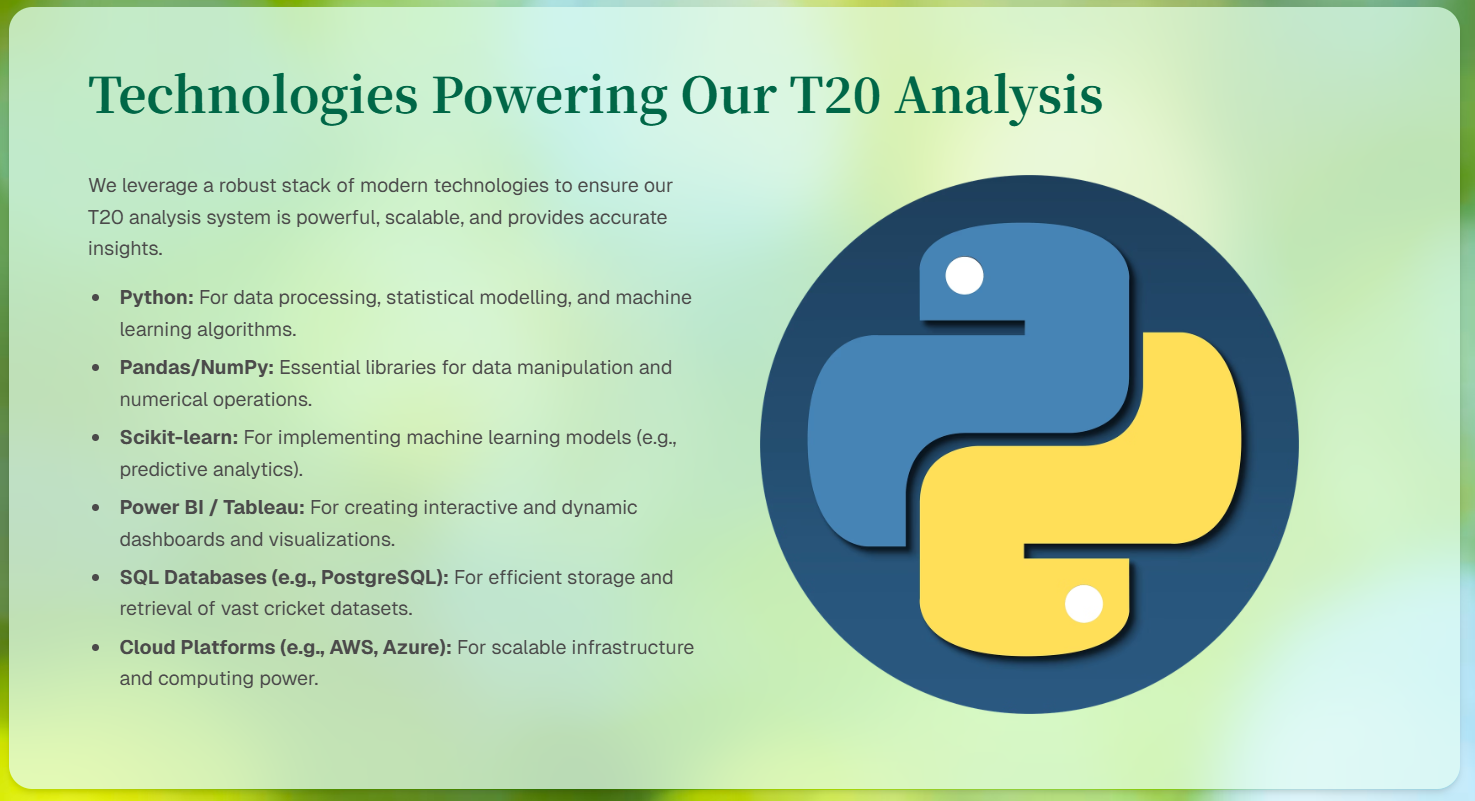 Technologies Powering Our T20 Analysis
We leverage a robust stack of modern technologies to ensure our
T20 analysis system is powerful, scalable, and provides accurate
insights.
• Python: For data processing, statistical modelling, and machine
learning algorithms.
• Pandas/NumPy: Essential libraries for data manipulation and
numerical operations.
• Scikit-learn: For implementing machine learning models (e.g.,
predictive analytics).
• Power BI / Tableau: For creating interactive and dynamic
dashboards and visualizations.
• SQL Databases (e.g., PostgreSQL): For efficient storage and
retrieval of vast cricket datasets.
• Cloud Platforms (e.g., AWS, Azure): For scalable infrastructure
and computing power.